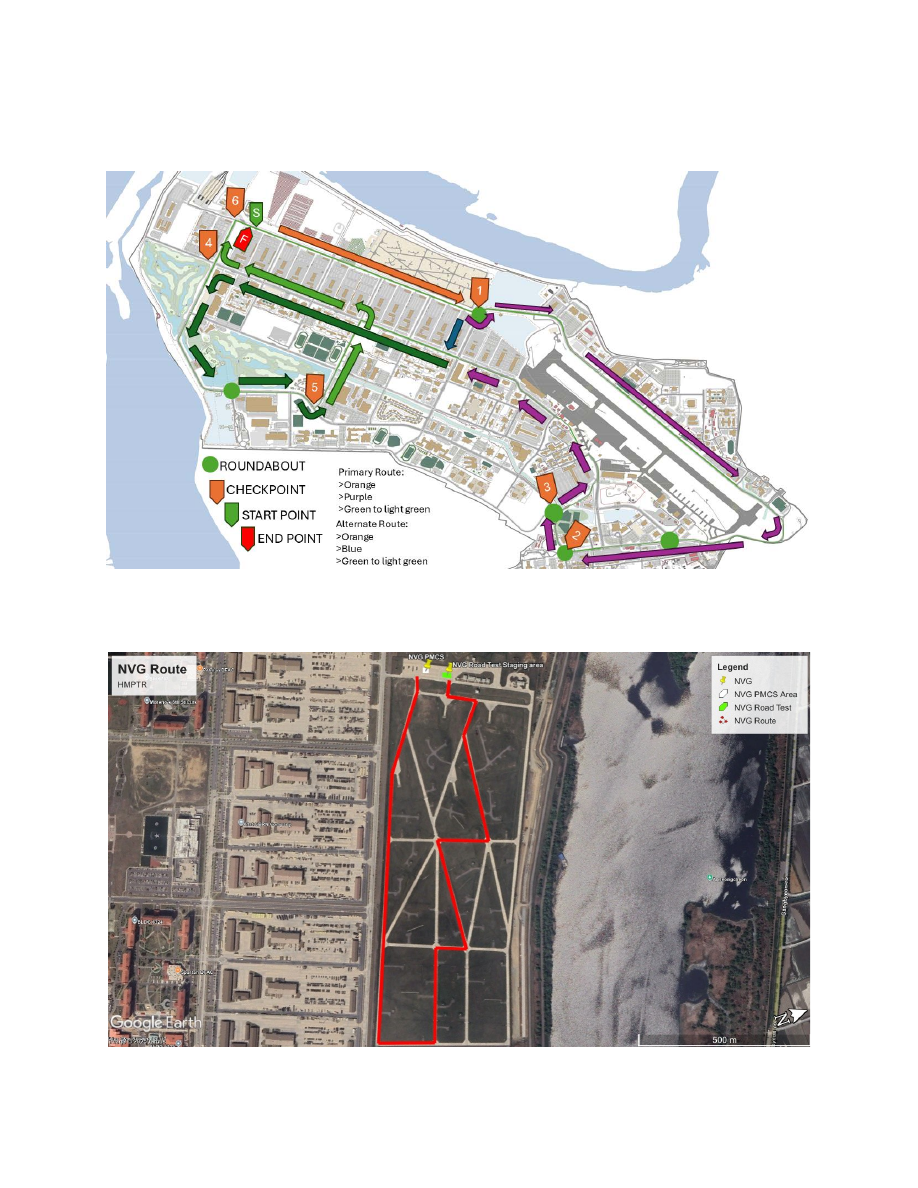 6
S
F
4
1
5
3
2
ROUNDABOUT
CHECKPOINT
START POINT
END POINT
Primary Route:
>Orange
>Purple
>Green to light green
Alternate Route:
>Orange
>Blue
>Green to light green
NVG Route
HMPTR
NVG PMCS
NVG Road Test Staging area
Legend
NVG
NVG PMCS Area
NVG Road Test
NVG Route
Google Earth
N
500 m